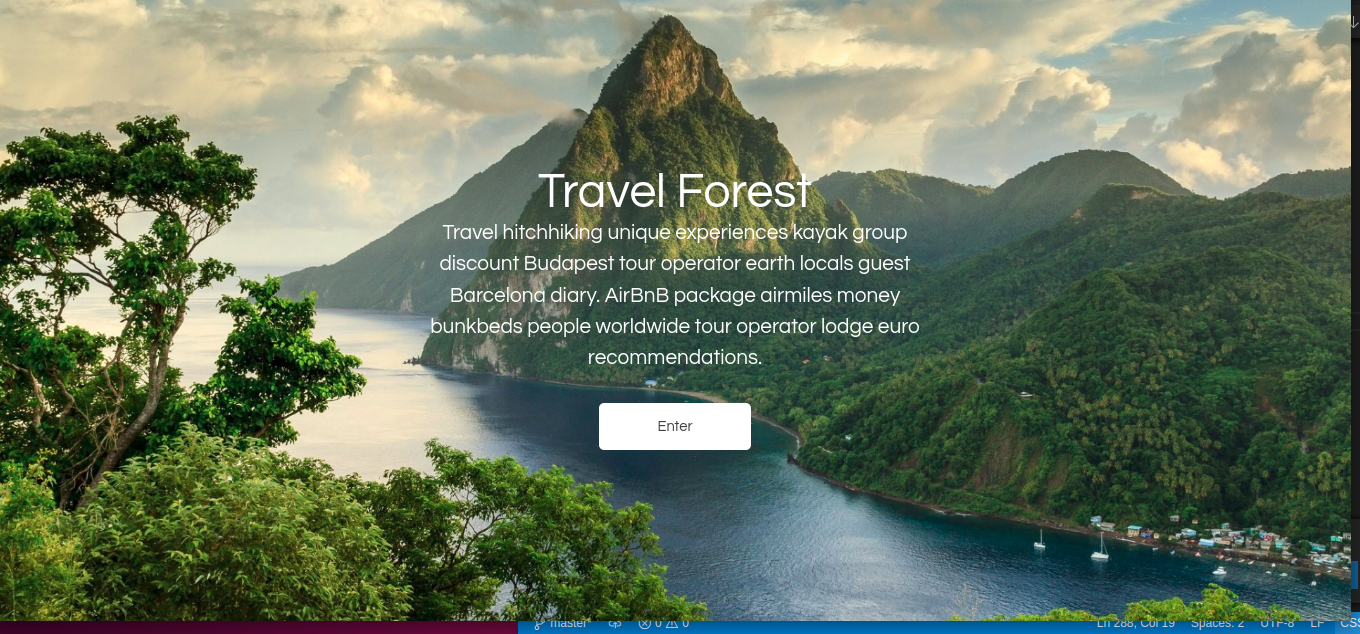 Travel Forest
Travel hitchhiking unique experiences kayak group
discount Budapest tour operator earth locals guest
Barcelona diary. AirBnB package airmiles money
bunkbeds people worldwide tour operator lodge euro
recommendations.
Enter
master 0 0 Ln 288, Col 19 Spaces: 2 UTF-8 LF CSS